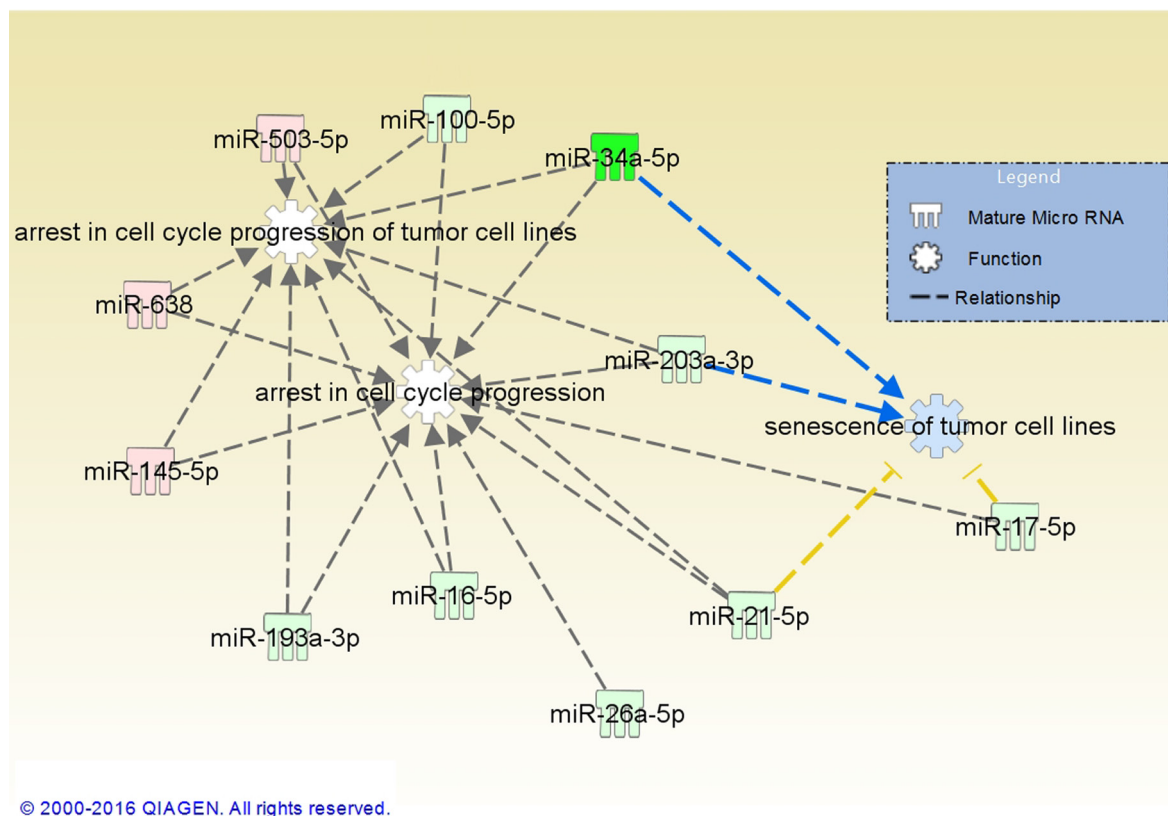 miR-100-5p
miR-503-5p
miR-34a-5p
Legend
Mature Micro RNA
arrest in cell cycle progression of tumor cell lines
Function
Relationship
miR-638
miR-203a-3p
arrest in cell cycle progression
senescence of tumor cell lines
miR-145-5p
miR-17-5p
miR-16-5p
miR-21-5p
miR-193a-3p
miR-26a-5p
© 2000-2016 QIAGEN. All rights reserved.